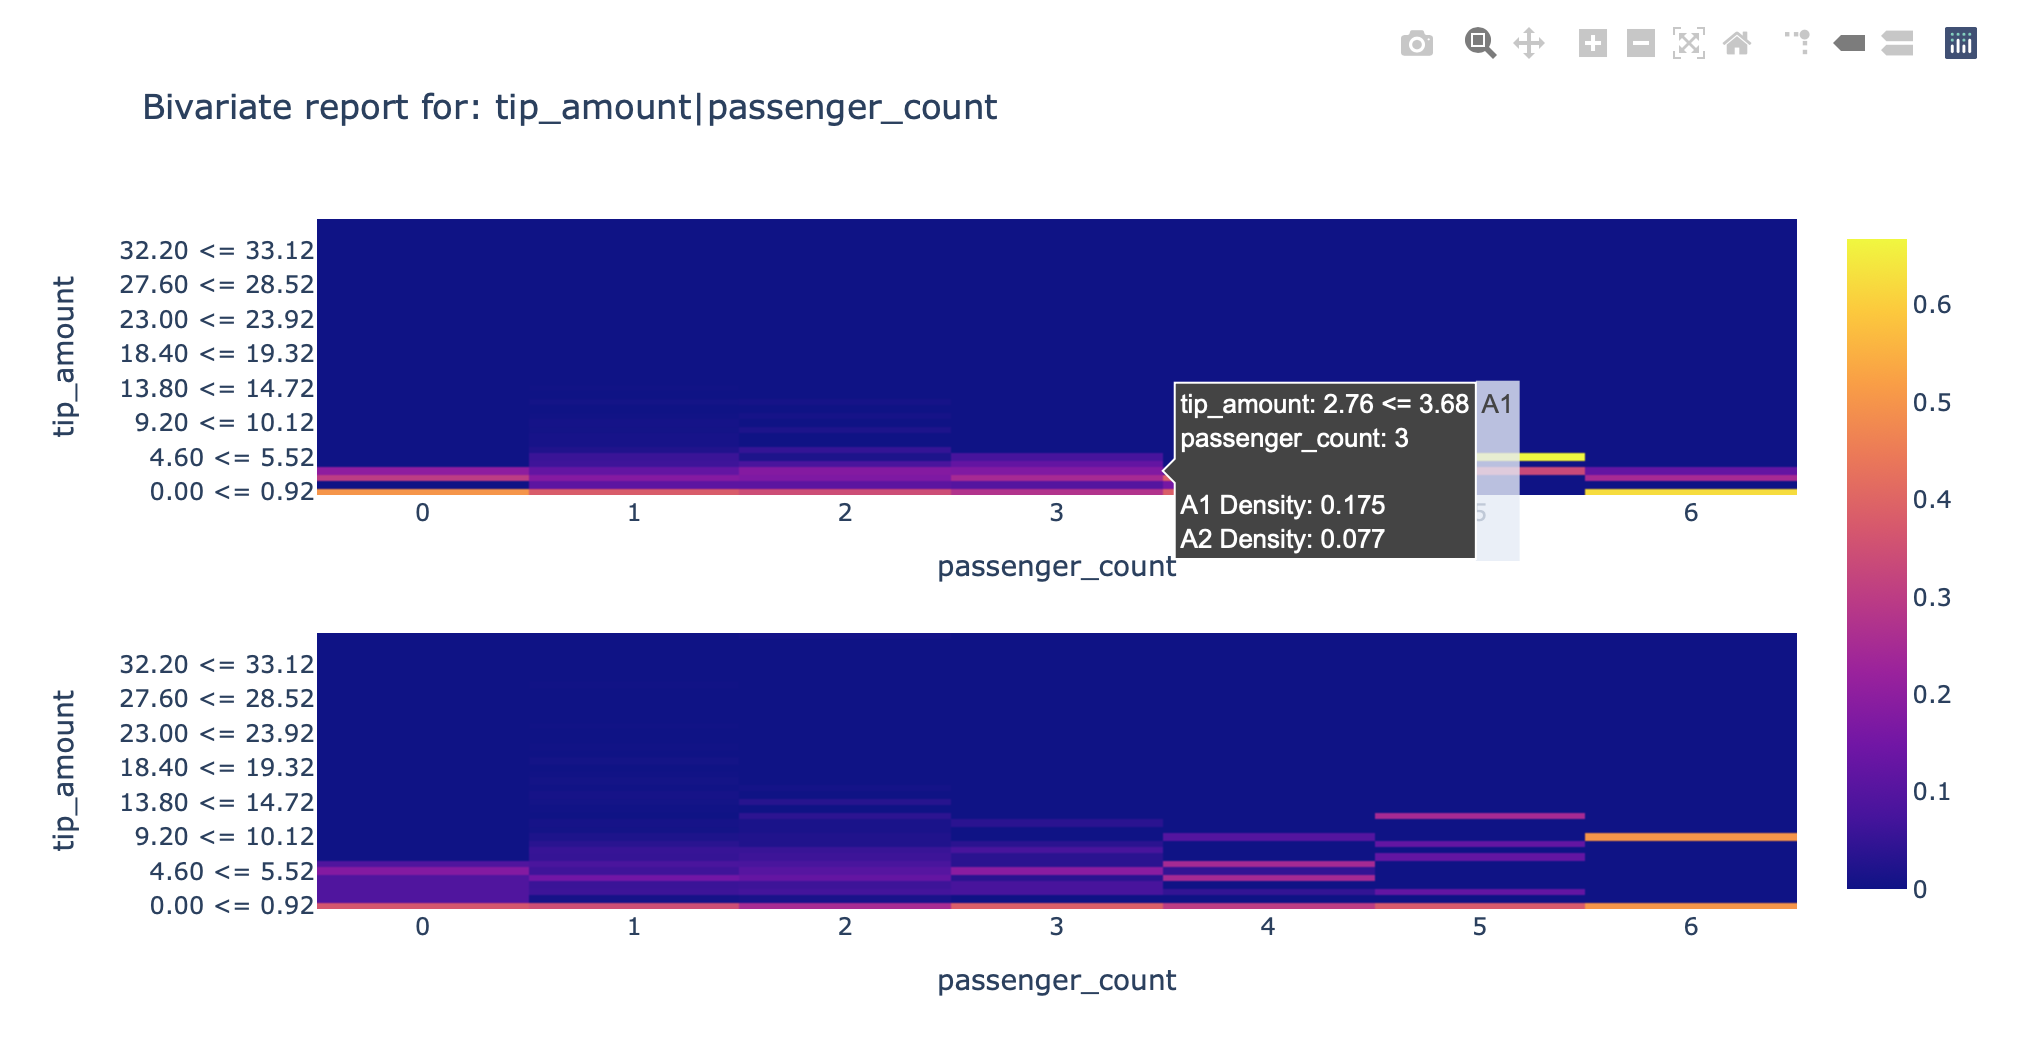 Bivariate report for: tip_amount|passenger_count
tip_amount
32.20 <= 33.12
27.60 <= 28.52
23.00 <= 23.92
18.40 <= 19.32
13.80 <= 14.72
9.20 <= 10.12
4.60 <= 5.52
0.00 <= 0.92
0 1 2 3 5 6
passenger_count
tip_amount: 2.76 <= 3.68
passenger_count: 3
A1 Density: 0.175
A2 Density: 0.077
A1
0.6
0.5
0.4
0.3
0.2
0.1
0
tip_amount
32.20 <= 33.12
27.60 <= 28.52
23.00 <= 23.92
18.40 <= 19.32
13.80 <= 14.72
9.20 <= 10.12
4.60 <= 5.52
0.00 <= 0.92
0 1 2 3 4 5 6
passenger_count